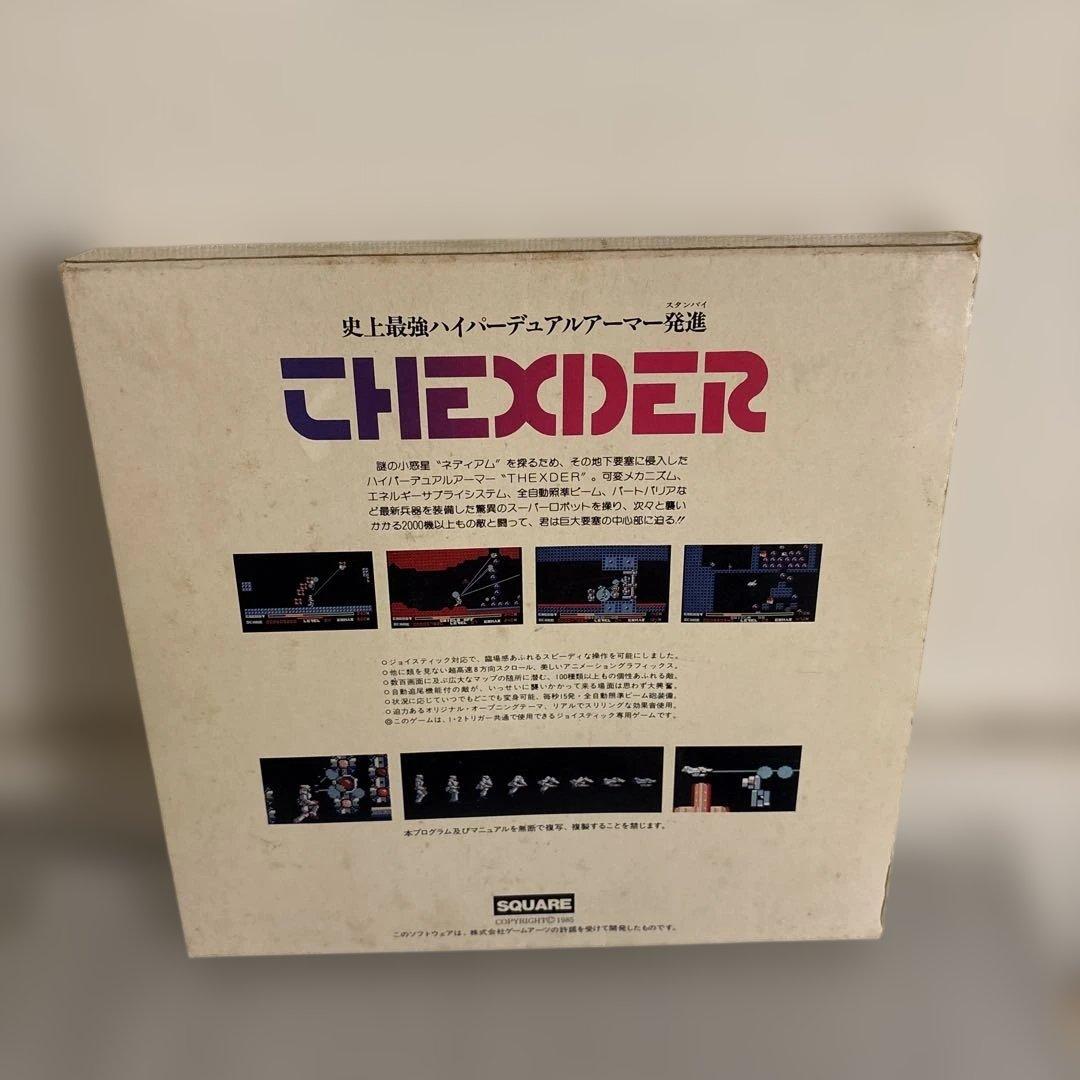 スタンバイ
史上最強ハイパーデュアルアーマー発進
THEXDER
謎の小惑星“ネディアム”を探るため、その地下要塞に侵入した
ハイパーデュアルアーマー“THEXDER”。可変メカニズム、
エネルギーサプライシステム、全自動照準ビーム、パートバリアな
ど最新兵器を装備した驚異のスーパーロボットを操り、次々と襲い
かかる2000機以上もの敵と闘って、君は巨大要塞の中心部に迫る!!
○ジョイスティック対応で、臨場感あふれるスピーディな操作を可能にしました。
○他に類を見ない超高速8方向スクロール、美しいアニメーショングラフィックス。
○数百画面に及ぶ広大なマップの随所に潜む、100種類以上もの個性あふれる敵。
○自動追尾機能付の敵が、いっせいに襲いかかって来る場面は思わず大興奮。
○状況に応じていつでもどこでも変身可能、毎秒15発・全自動照準ビーム砲装備。
○迫力あるオリジナル・オープニングテーマ、リアルでスリリングな効果音使用。
◎このゲームは、1・2トリガー共通で使用できるジョイスティック専用ゲームです。
本プログラム及びマニュアルを無断で複写、複製することを禁じます。
SQUARE
COPYRIGHT© 1985
このソフトウェアは、株式会社ゲームアーツの許諾を受けて開発したものです。